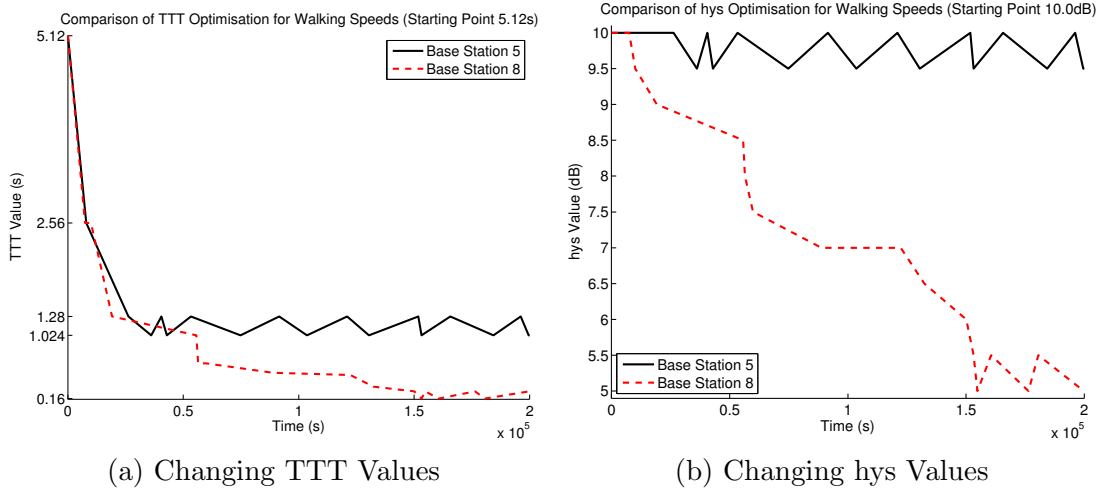 Comparison of TTT Optimisation for Walking Speeds (Starting Point 5.12s)
5.12
2.56
1.28
1.024
0.16
TTT Value (s)
Base Station 5
Base Station 8
0 0.5 1 1.5 2
x 10^5
Time (s)
(a) Changing TTT Values
Comparison of hys Optimisation for Walking Speeds (Starting Point 10.0dB)
10
9.5
9
8.5
8
7.5
7
6.5
6
5.5
5
hys Value (dB)
Base Station 5
Base Station 8
0 0.5 1 1.5 2
x 10^5
Time (s)
(b) Changing hys Values